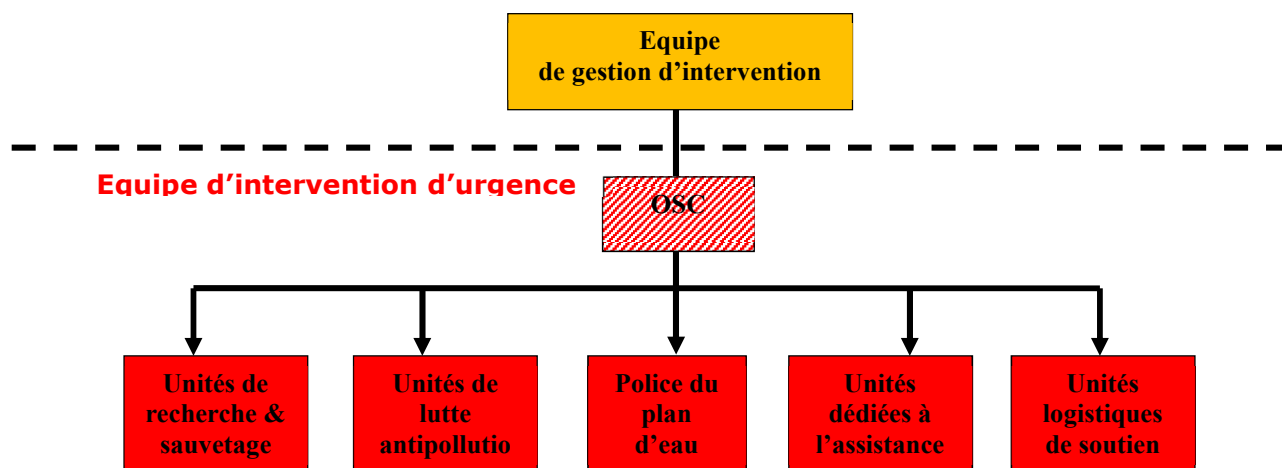 Equipe
de gestion d’intervention
Equipe d’intervention d’urgence
OSC
Unités de
recherche &
sauvetage
Unités de
lutte
antipollutio
Police du
plan
d’eau
Unités
dédiées à
l’assistance
Unités
logistiques
de soutien